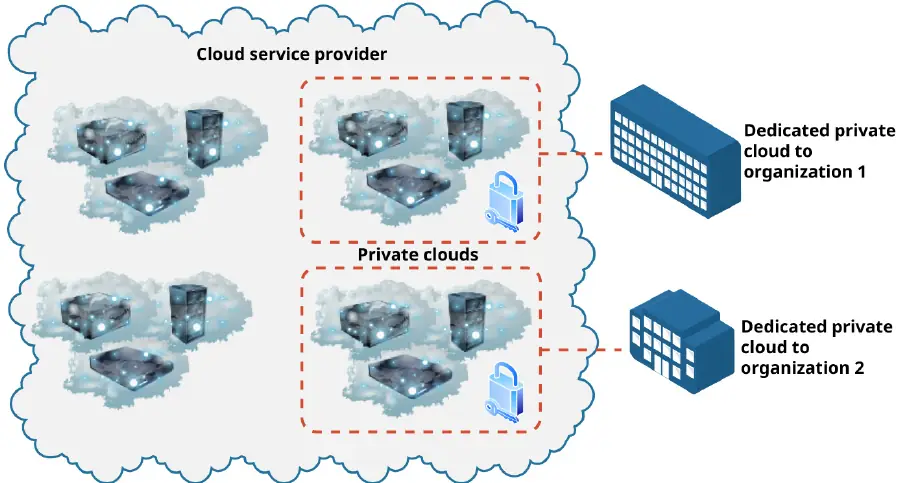 Cloud service provider
Dedicated private
cloud to
organization 1
Private clouds
Dedicated private
cloud to
organization 2